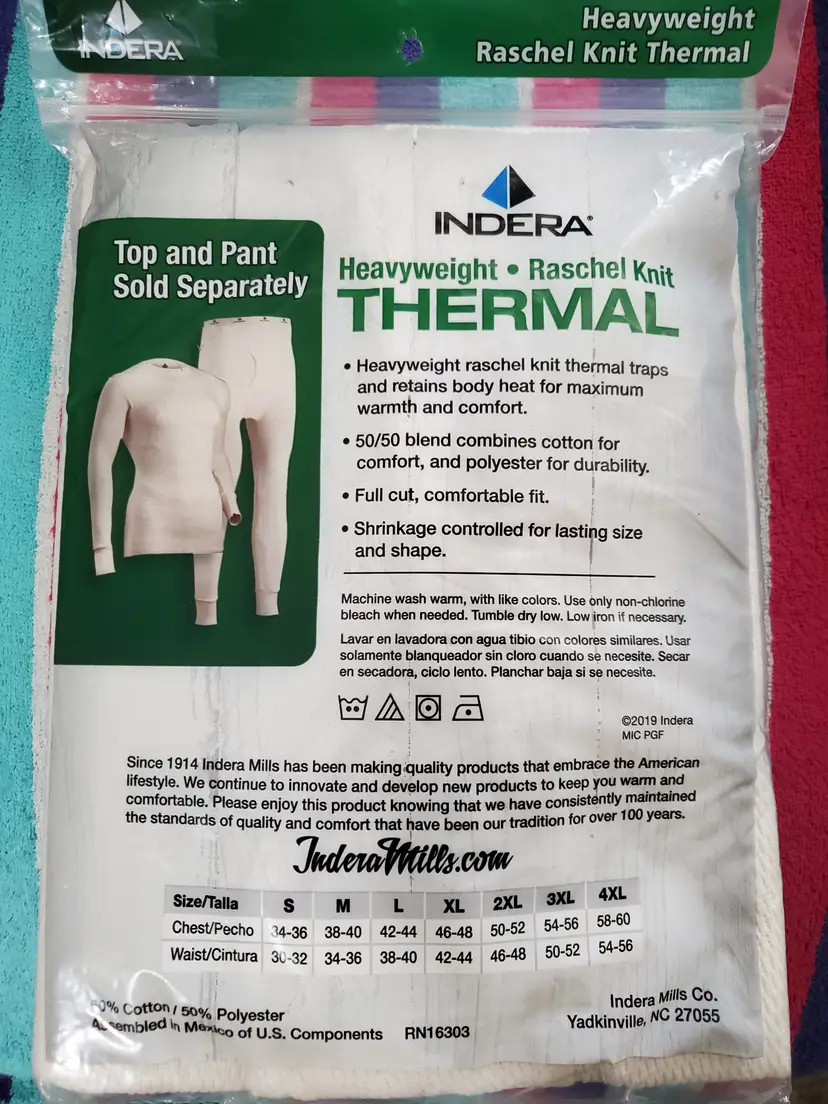 INDERA
Heavyweight
Raschel Knit Thermal
INDERA®
Top and Pant
Sold Separately
Heavyweight • Raschel Knit
THERMAL
• Heavyweight raschel knit thermal traps
and retains body heat for maximum
warmth and comfort.
• 50/50 blend combines cotton for
comfort, and polyester for durability.
• Full cut, comfortable fit.
• Shrinkage controlled for lasting size
and shape.
Machine wash warm, with like colors. Use only non-chlorine
bleach when needed. Tumble dry low. Low iron if necessary.
Lavar en lavadora con agua tibio con colores similares. Usar
solamente blanqueador sin cloro cuando se necesite. Secar
en secadora, ciclo lento. Planchar baja si se necesite.
©2019 Indera
MIC PGF
Since 1914 Indera Mills has been making quality products that embrace the American
lifestyle. We continue to innovate and develop new products to keep you warm and
comfortable. Please enjoy this product knowing that we have consistently maintained
the standards of quality and comfort that have been our tradition for over 100 years.
InderaMills.com
Size/Talla S M L XL 2XL 3XL 4XL
Chest/Pecho 34-36 38-40 42-44 46-48 50-52 54-56 58-60
Waist/Cintura 30-32 34-36 38-40 42-44 46-48 50-52 54-56
50% Cotton / 50% Polyester
Assembled in Mexico of U.S. Components RN16303
Indera Mills Co.
Yadkinville, NC 27055